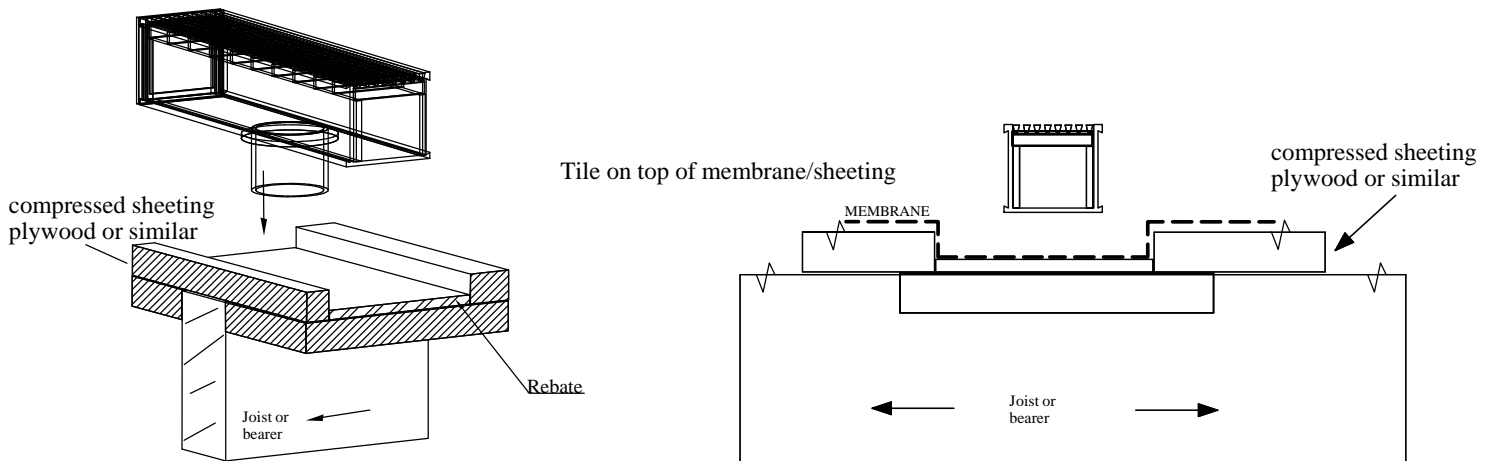 compressed sheeting
plywood or similar
Joist or
bearer
Rebate
Tile on top of membrane/sheeting
MEMBRANE
compressed sheeting
plywood or similar
Joist or
bearer